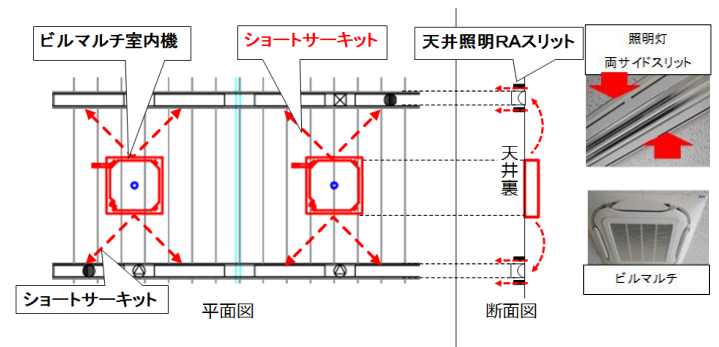 ビルマルチ室内機
ショートサーキット
天井照明RAスリット
照明灯
両サイドスリット
天井裏
ビルマルチ
ショートサーキット
平面図
断面図